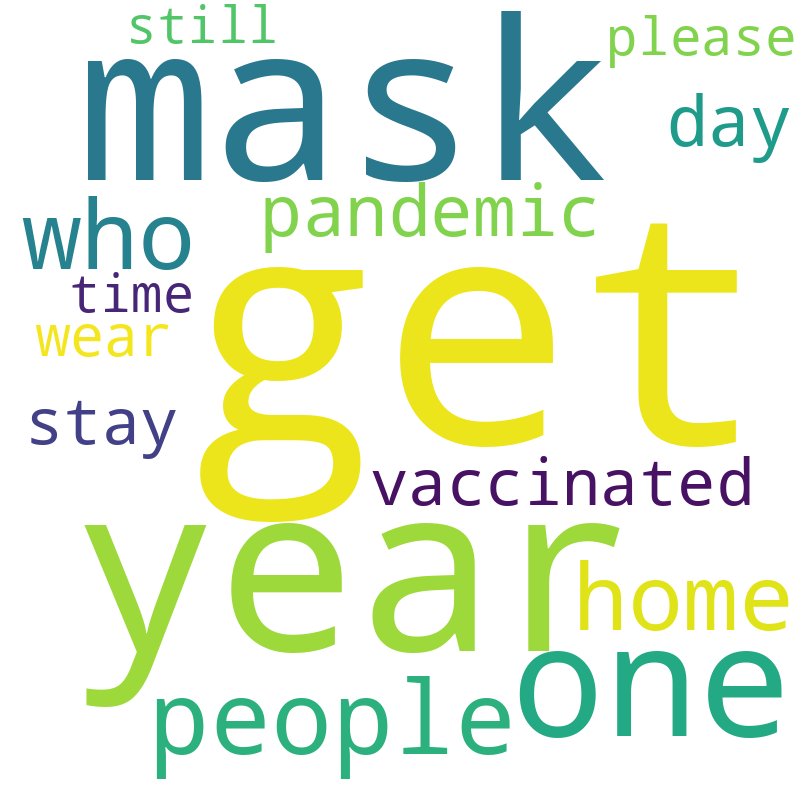 still
please
mask
day
who
pandemic
get
time
wear
stay
vaccinated
year
home
one
people